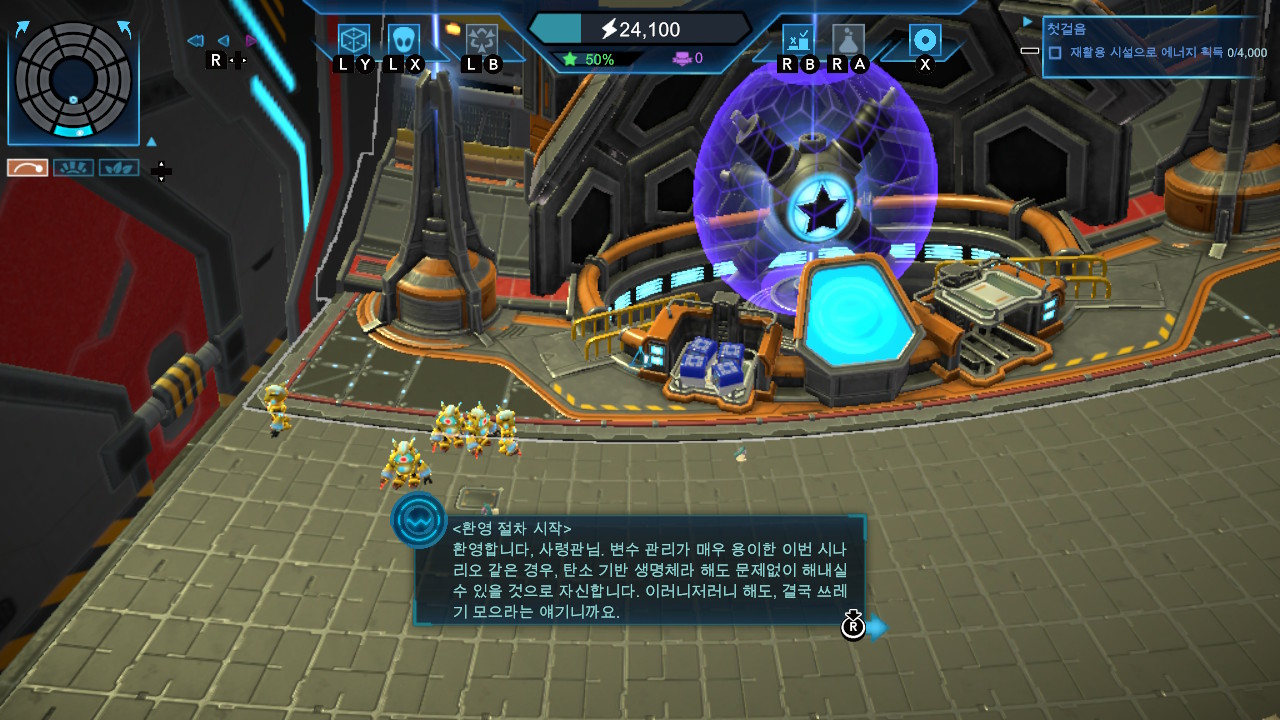 R
24,100
50%
0
L Y L X L B
R B R A X
첫걸음
재활용 시설으로 에너지 획득 0/4,000
<환영 절차 시작>
환영합니다, 사령관님. 변수 관리가 매우 용이한 이번 시나
리오 같은 경우, 탄소 기반 생명체라 해도 문제없이 해내실
수 있을 것으로 자신합니다. 이러니저러니 해도, 결국 쓰레
기 모으라는 얘기니까요.
R